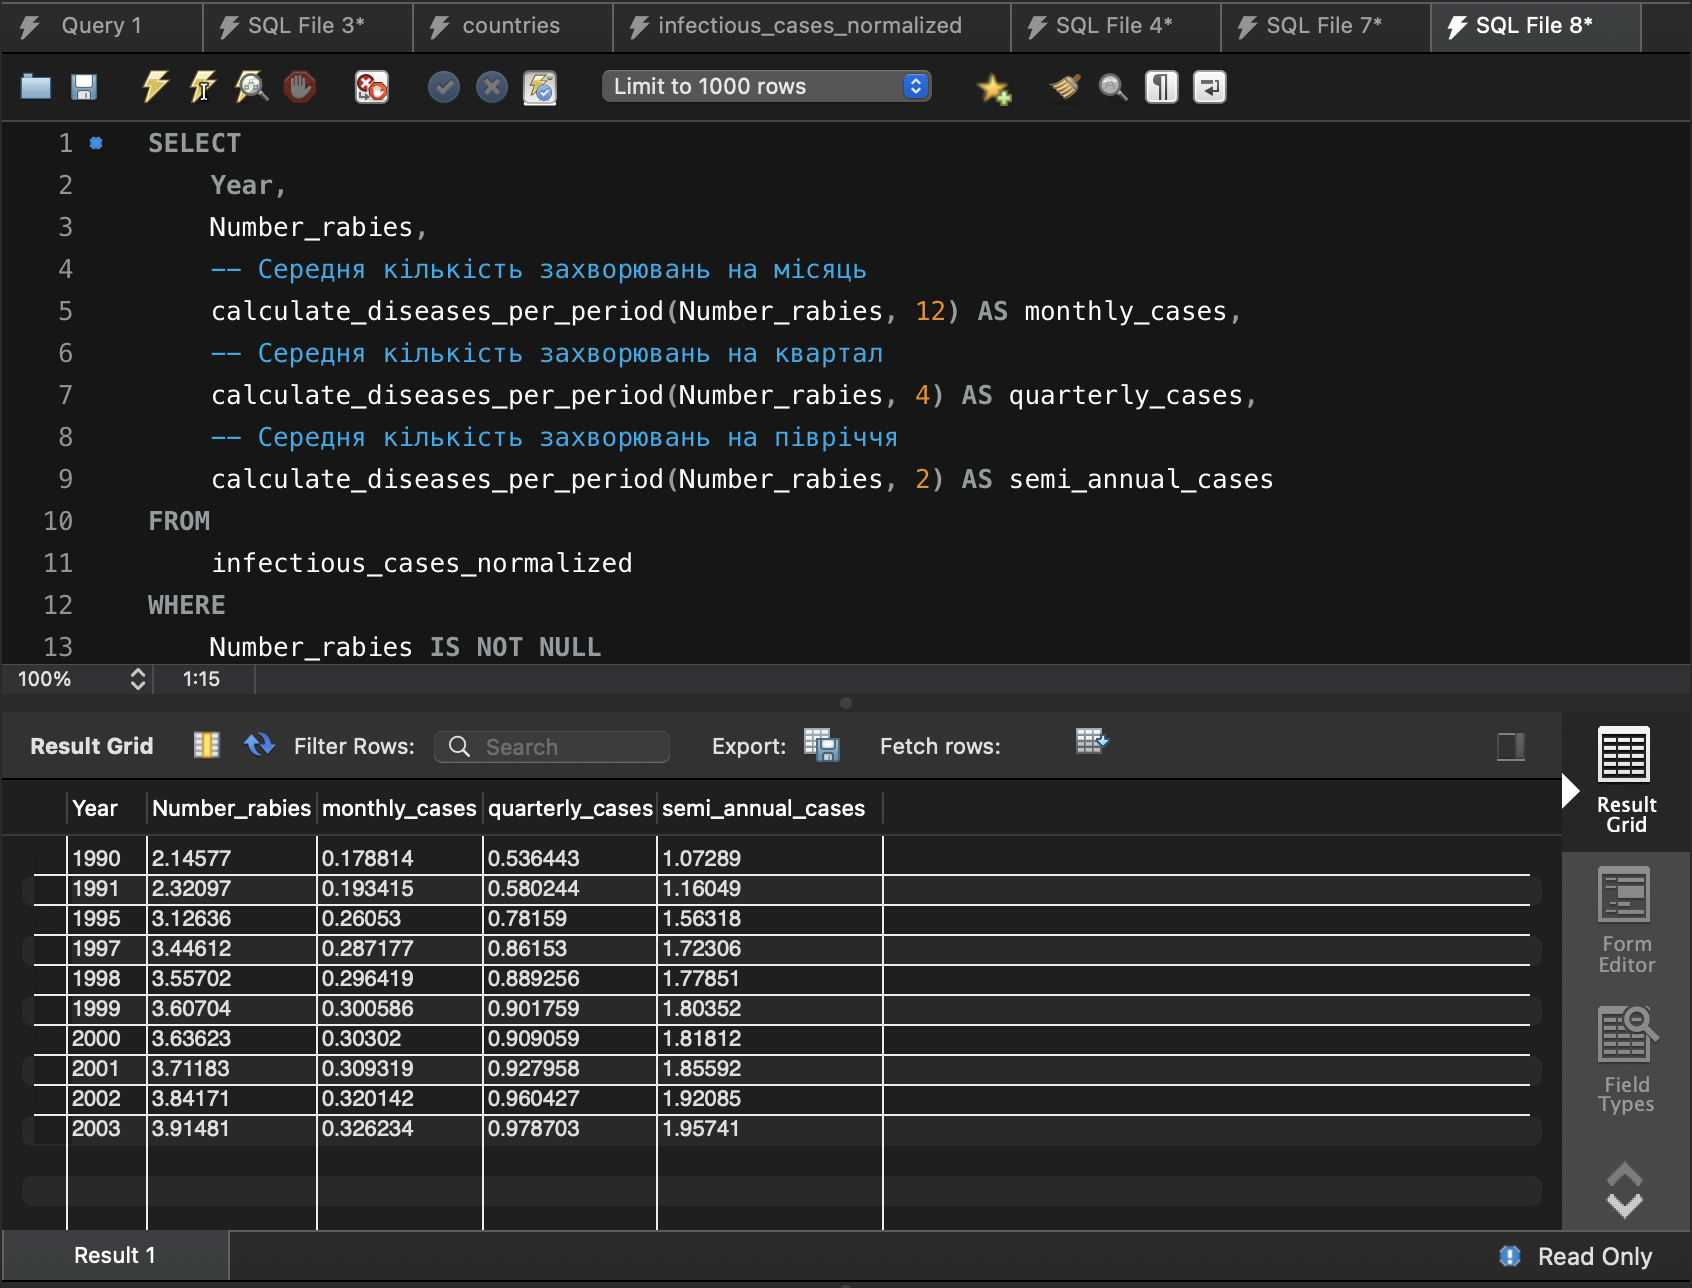 Query 1 SQL File 3* countries infectious_cases_normalized SQL File 4* SQL File 7* SQL File 8*
Limit to 1000 rows
1 SELECT
2 Year,
3 Number_rabies,
4 -- Середня кількість захворювань на місяць
5 calculate_diseases_per_period(Number_rabies, 12) AS monthly_cases,
6 -- Середня кількість захворювань на квартал
7 calculate_diseases_per_period(Number_rabies, 4) AS quarterly_cases,
8 -- Середня кількість захворювань на півріччя
9 calculate_diseases_per_period(Number_rabies, 2) AS semi_annual_cases
10 FROM
11 infectious_cases_normalized
12 WHERE
13 Number_rabies IS NOT NULL
100% 1:15
Result Grid Filter Rows: Search Export: Fetch rows:
Year Number_rabies monthly_cases quarterly_cases semi_annual_cases
1990 2.14577 0.178814 0.536443 1.07289
1991 2.32097 0.193415 0.580244 1.16049
1995 3.12636 0.26053 0.78159 1.56318
1997 3.44612 0.287177 0.86153 1.72306
1998 3.55702 0.296419 0.889256 1.77851
1999 3.60704 0.300586 0.901759 1.80352
2000 3.63623 0.30302 0.909059 1.81812
2001 3.71183 0.309319 0.927958 1.85592
2002 3.84171 0.320142 0.960427 1.92085
2003 3.91481 0.326234 0.978703 1.95741
Result
Grid
Form
Editor
Field
Types
Result 1 Read Only